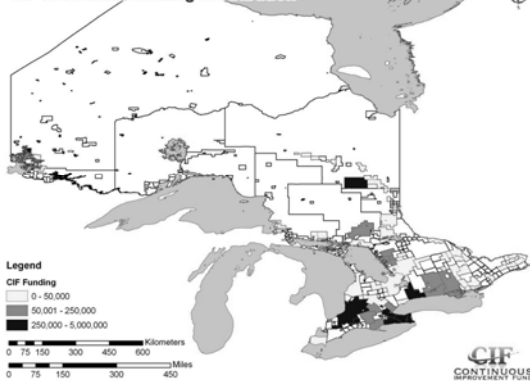 Legend
CIF Funding
0 - 50,000
50,001 - 250,000
250,000 - 5,000,000
Kilometers
0 75 150 300 450 600
Miles
0 75 150 300 450
CIF
CONTINUOUS
IMPROVEMENT FUND